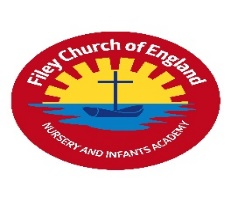 Filey Church of England
NURSERY AND INFANTS ACADEMY